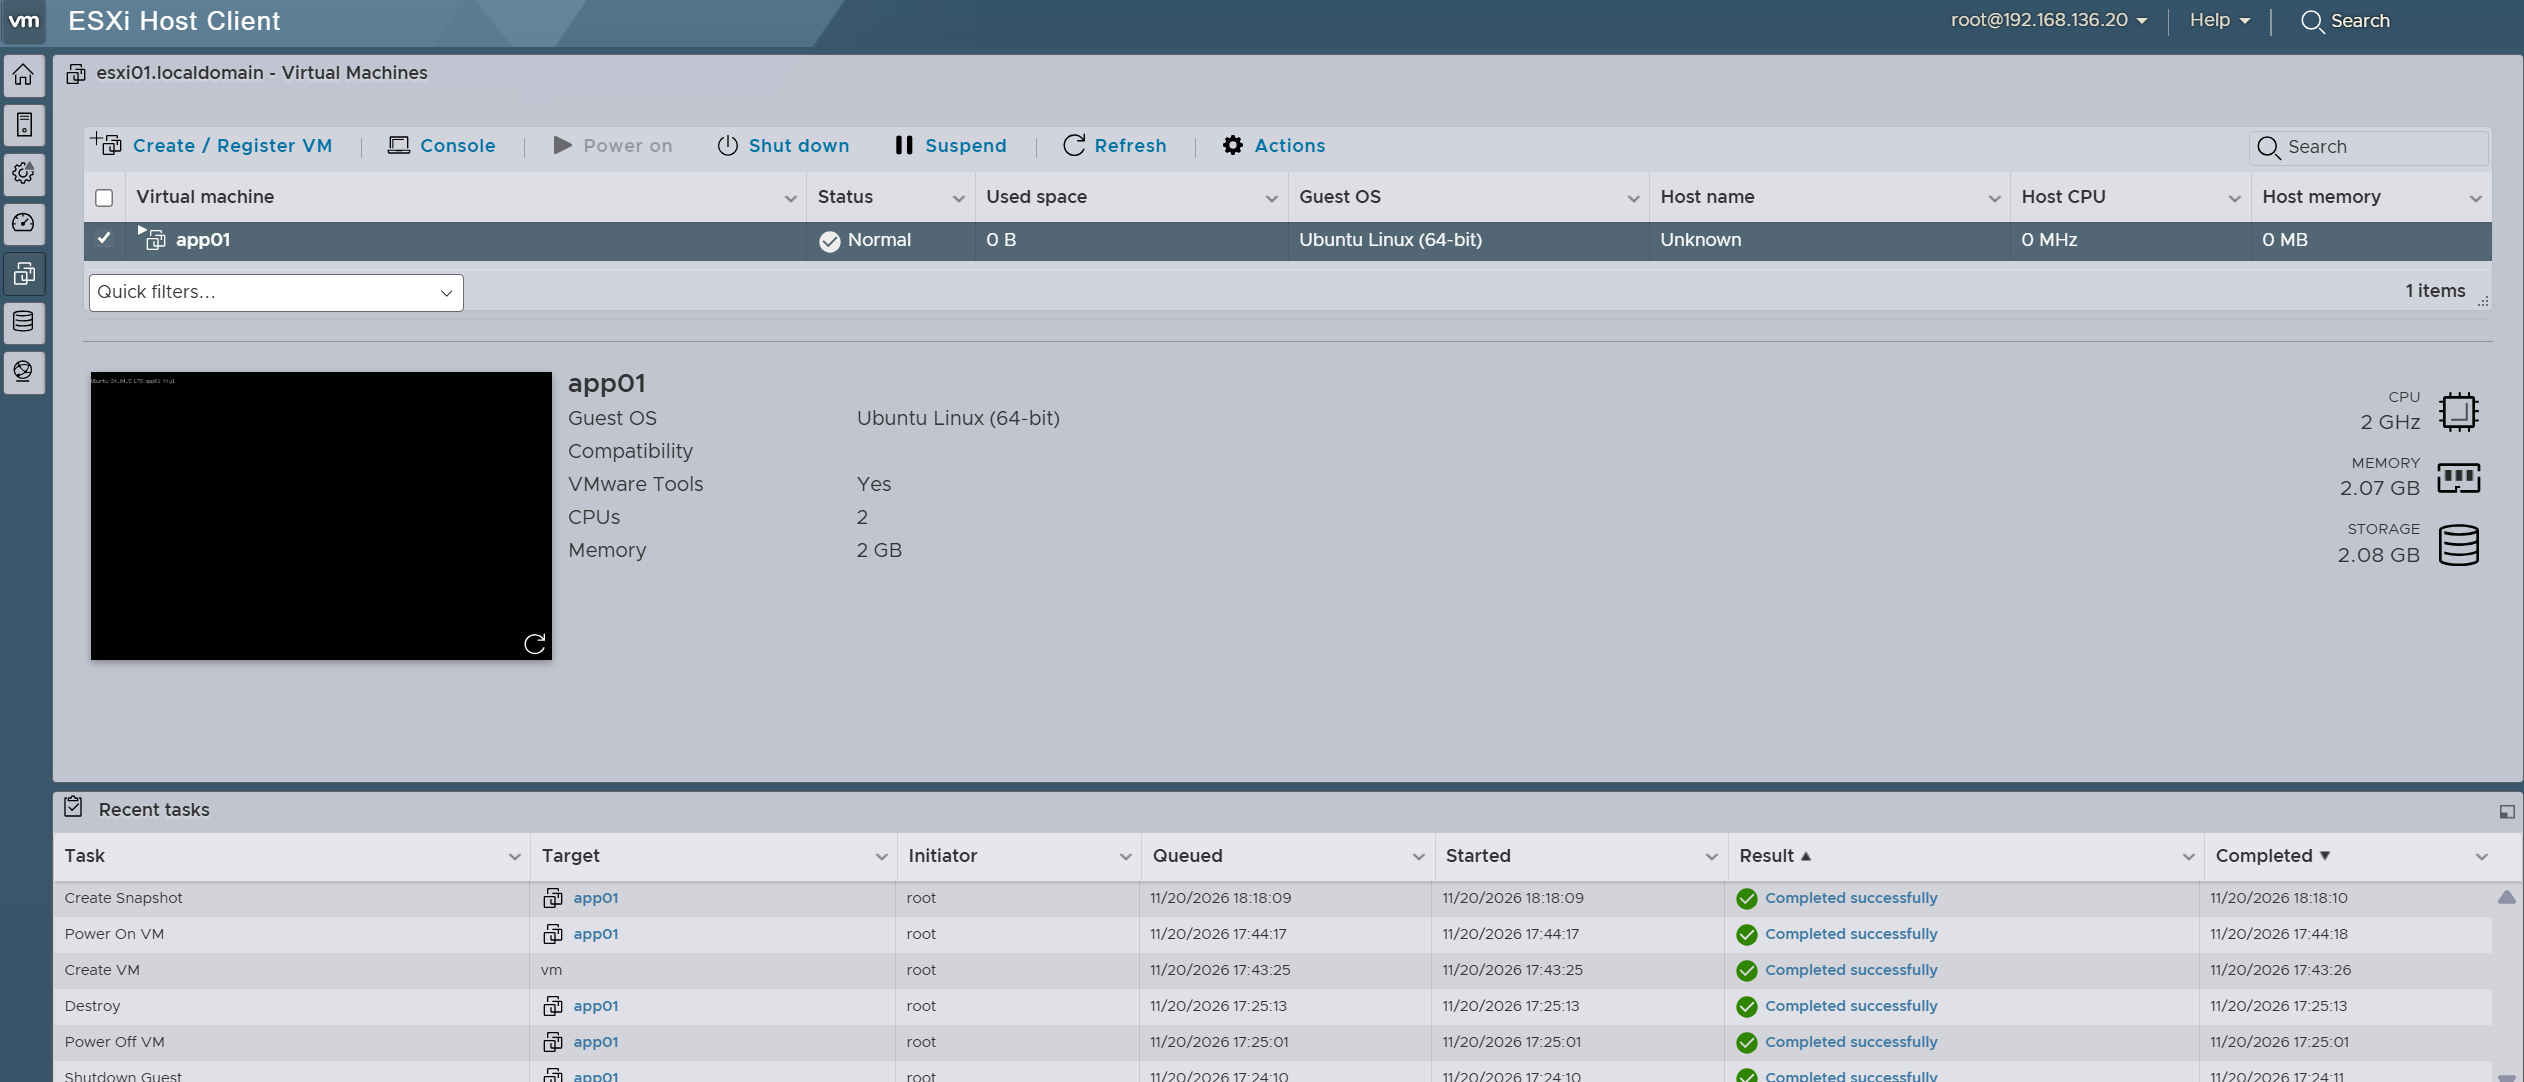 vm ESXi Host Client root@192.168.136.20 Help Search
esxi01.localdomain - Virtual Machines
Create / Register VM Console Power on Shut down Suspend Refresh Actions Search
Virtual machine Status Used space Guest OS Host name Host CPU Host memory
app01 Normal 0 B Ubuntu Linux (64-bit) Unknown 0 MHz 0 MB
Quick filters... 1 items
Ubuntu 24.04.3 LTS app01 tty1
app01
Guest OS Ubuntu Linux (64-bit)
Compatibility
VMware Tools Yes
CPUs 2
Memory 2 GB
CPU
2 GHz
MEMORY
2.07 GB
STORAGE
2.08 GB
Recent tasks
Task Target Initiator Queued Started Result Completed
Create Snapshot app01 root 11/20/2026 18:18:09 11/20/2026 18:18:09 Completed successfully 11/20/2026 18:18:10
Power On VM app01 root 11/20/2026 17:44:17 11/20/2026 17:44:17 Completed successfully 11/20/2026 17:44:18
Create VM vm root 11/20/2026 17:43:25 11/20/2026 17:43:25 Completed successfully 11/20/2026 17:43:26
Destroy app01 root 11/20/2026 17:25:13 11/20/2026 17:25:13 Completed successfully 11/20/2026 17:25:13
Power Off VM app01 root 11/20/2026 17:25:01 11/20/2026 17:25:01 Completed successfully 11/20/2026 17:25:01
Shutdown Guest app01 root 11/20/2026 17:24:10 11/20/2026 17:24:10 Completed successfully 11/20/2026 17:24:11